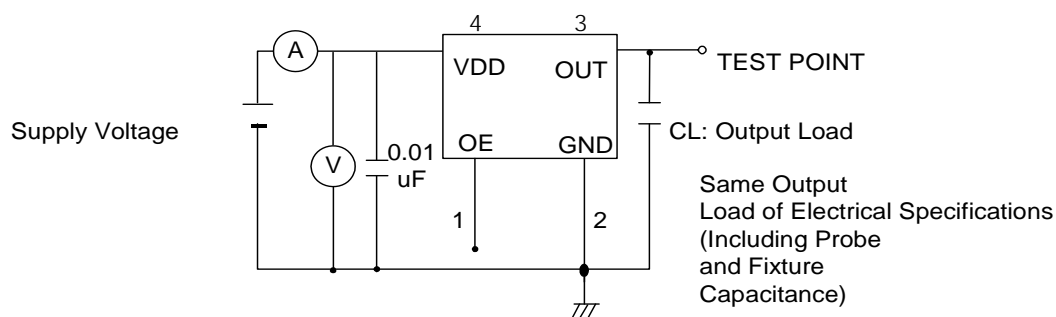 4 3
A
VDD OUT
TEST POINT
Supply Voltage
OE GND
CL: Output Load
V
0.01
uF
1 2
Same Output
Load of Electrical Specifications
(Including Probe
and Fixture
Capacitance)